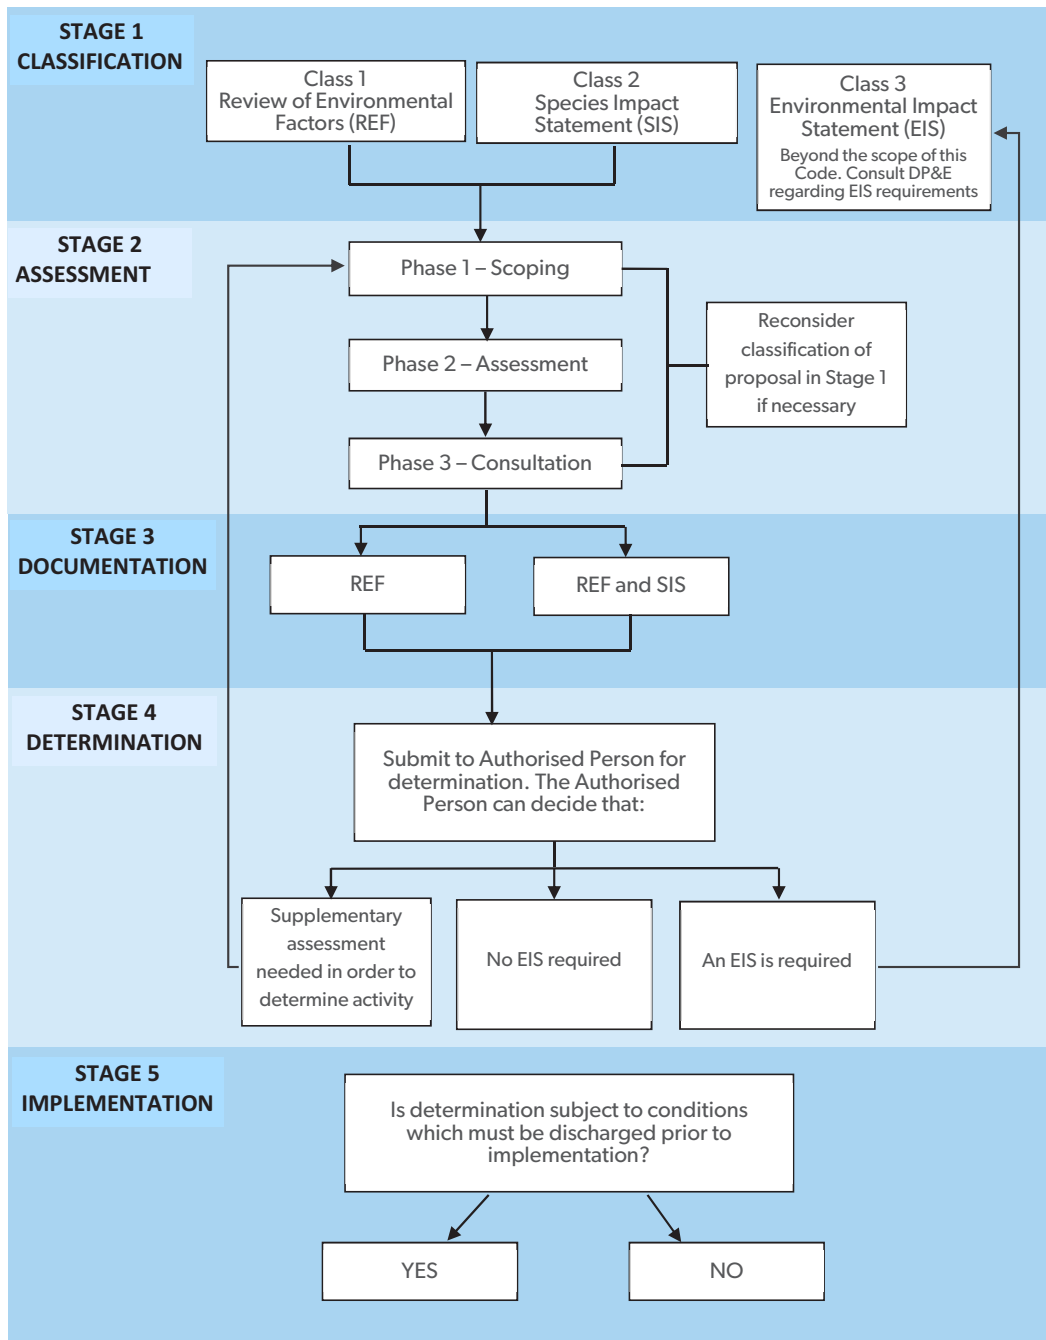 STAGE 1
CLASSIFICATION
Class 1
Review of Environmental
Factors (REF)
Class 2
Species Impact
Statement (SIS)
Class 3
Environmental Impact
Statement (EIS)
Beyond the scope of this
Code. Consult DP&E
regarding EIS requirements
STAGE 2
ASSESSMENT
Phase 1 – Scoping
Phase 2 – Assessment
Phase 3 – Consultation
Reconsider
classification of
proposal in Stage 1
if necessary
STAGE 3
DOCUMENTATION
REF
REF and SIS
STAGE 4
DETERMINATION
Submit to Authorised Person for
determination. The Authorised
Person can decide that:
Supplementary
assessment
needed in order to
determine activity
No EIS required
An EIS is required
STAGE 5
IMPLEMENTATION
Is determination subject to conditions
which must be discharged prior to
implementation?
YES
NO